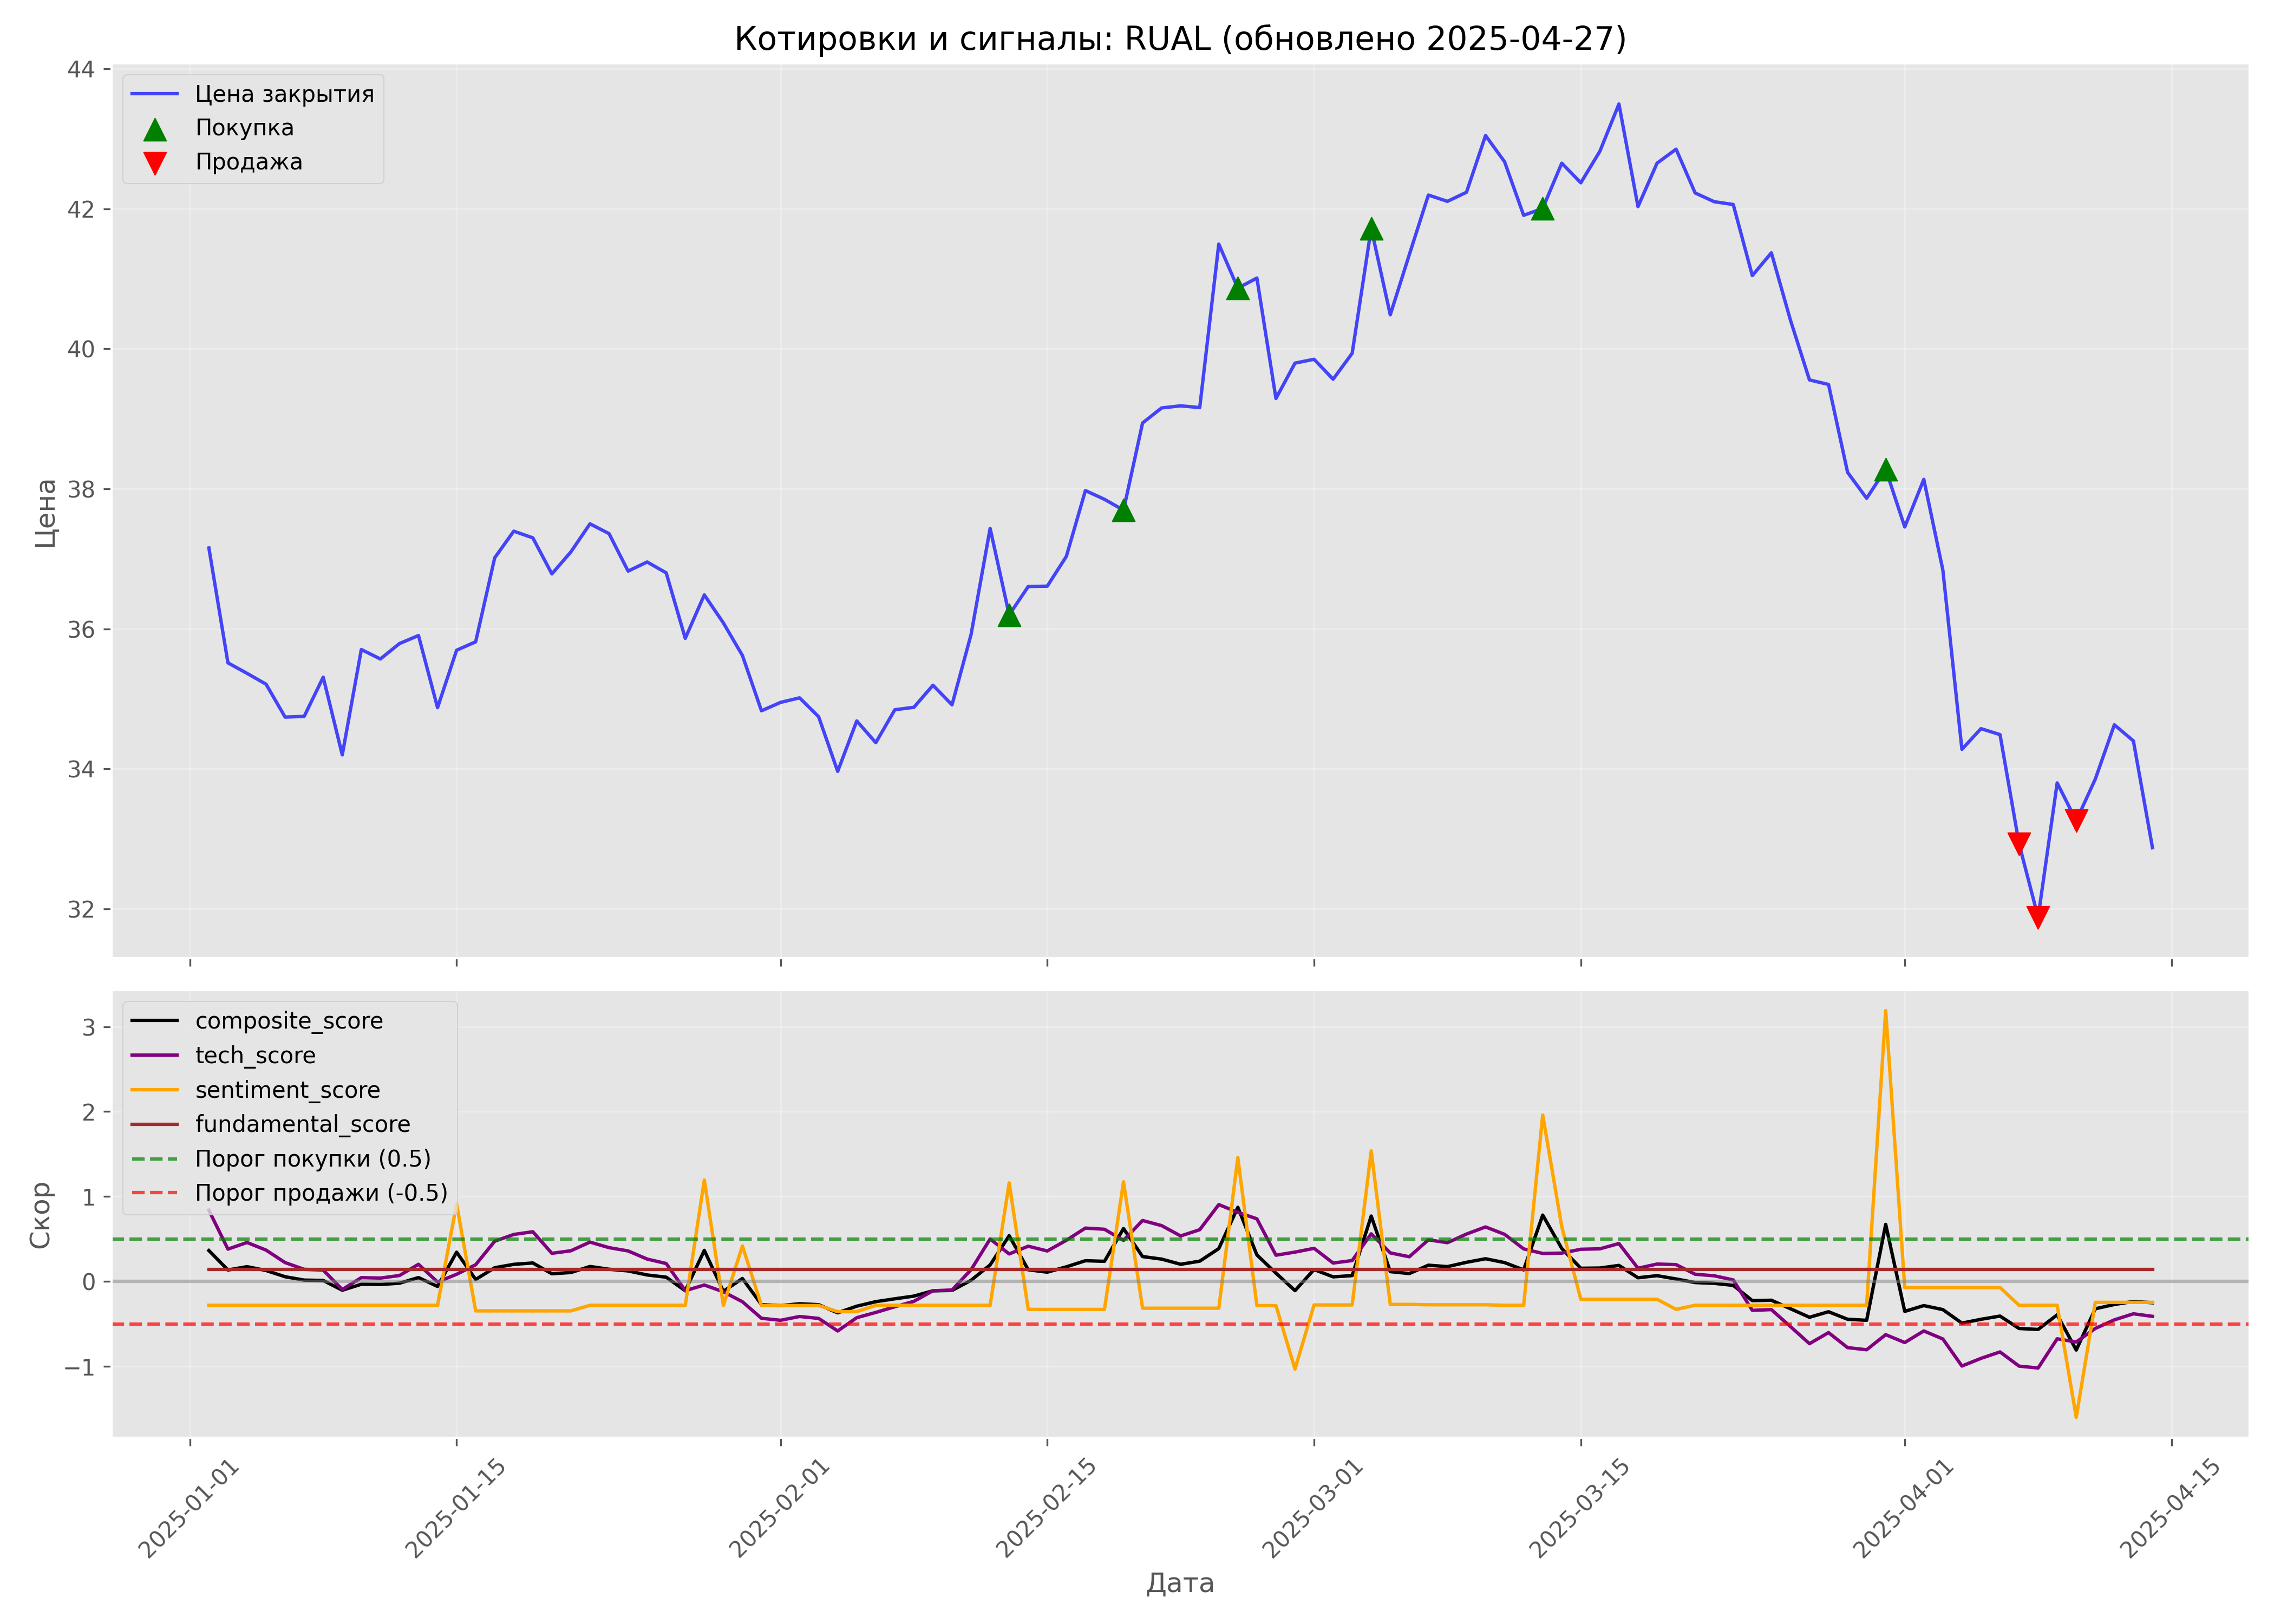 Котировки и сигналы: RUAL (обновлено 2025-04-27)
Цена закрытия
Покупка
Продажа
Цена
44
42
40
38
36
34
32
composite_score
tech_score
sentiment_score
fundamental_score
Порог покупки (0.5)
Порог продажи (-0.5)
Скор
3
2
1
0
−1
2025-01-01
2025-01-15
2025-02-01
2025-02-15
2025-03-01
2025-03-15
2025-04-01
2025-04-15
Дата